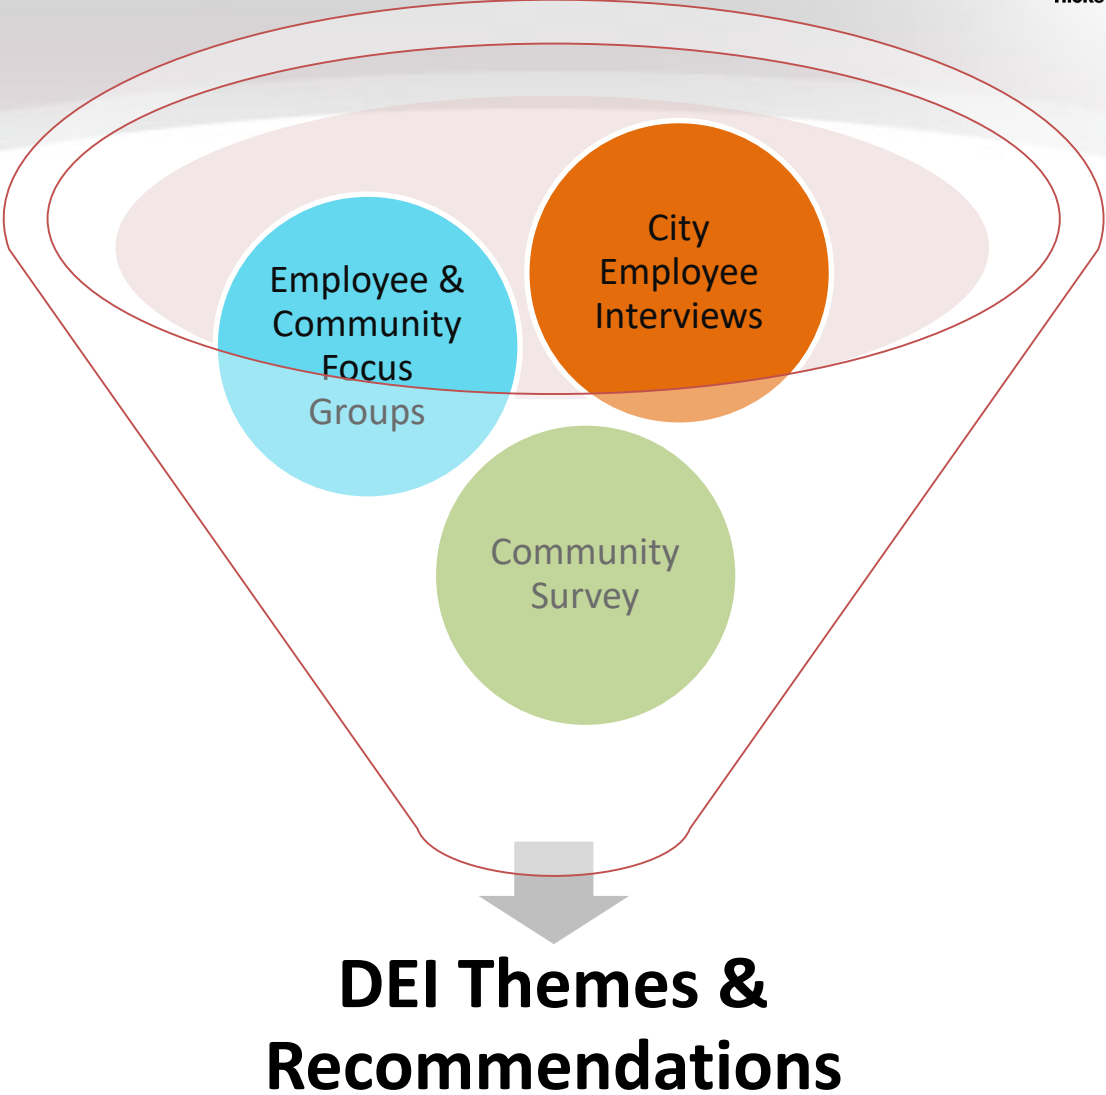 City
Employee
Interviews
Employee &
Community
Focus
Groups
Community
Survey
DEI Themes &
Recommendations